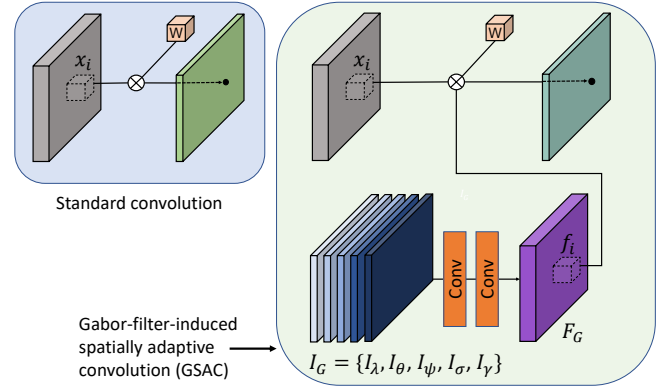 W
x_i
Standard convolution
W
x_i
Conv
Conv
f_i
F_G
Gabor-filter-induced
spatially adaptive
convolution (GSAC)
I_G = {I_λ, I_θ, I_ψ, I_σ, I_γ}